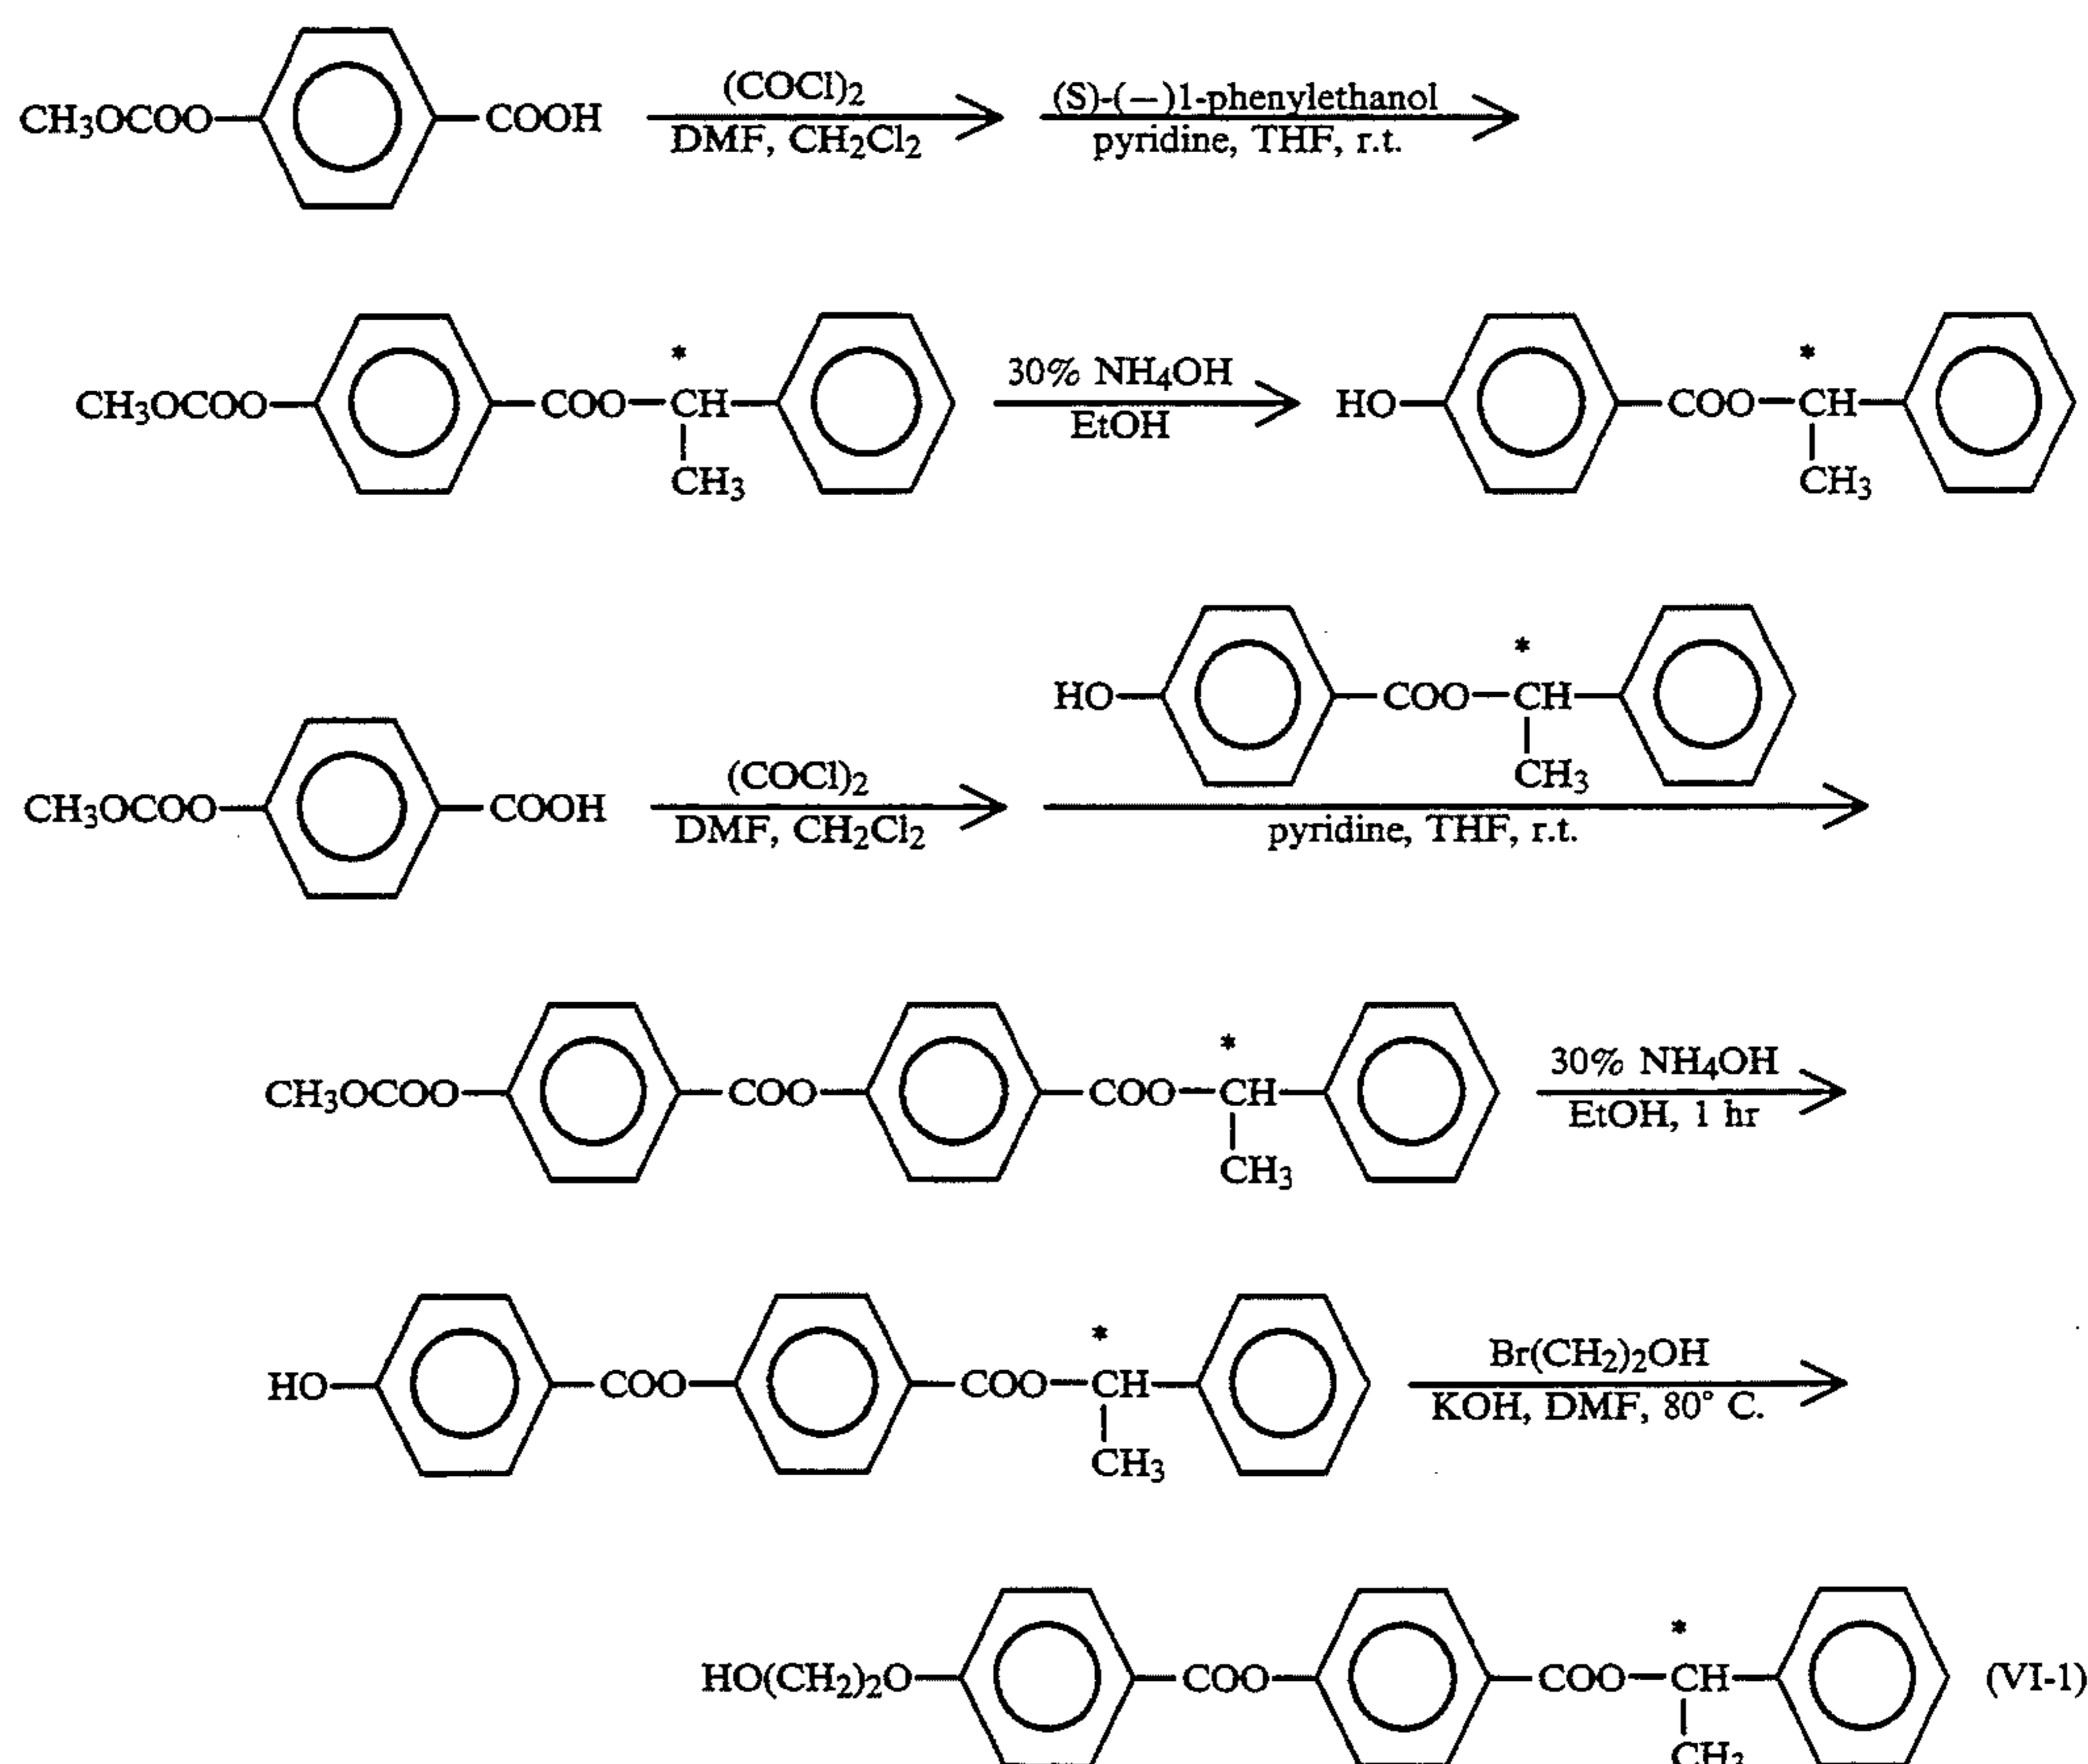 (COCl)2 (S)-(—)1-phenylethanol
CH3OCOO COOH
DMF, CH2Cl2 pyridine, THF, r.t.
* *
30% NH4OH
CH3OCOO COO—CH HO COO—CH
EtOH
CH3 CH3
*
HO COO—CH
CH3
(COCl)2
CH3OCOO COOH
DMF, CH2Cl2 pyridine, THF, r.t.
*
30% NH4OH
CH3OCOO COO COO—CH
EtOH, 1 hr
CH3
*
Br(CH2)2OH
HO COO COO—CH
KOH, DMF, 80° C.
CH3
*
HO(CH2)2O COO COO—CH (VI-1)
CH3